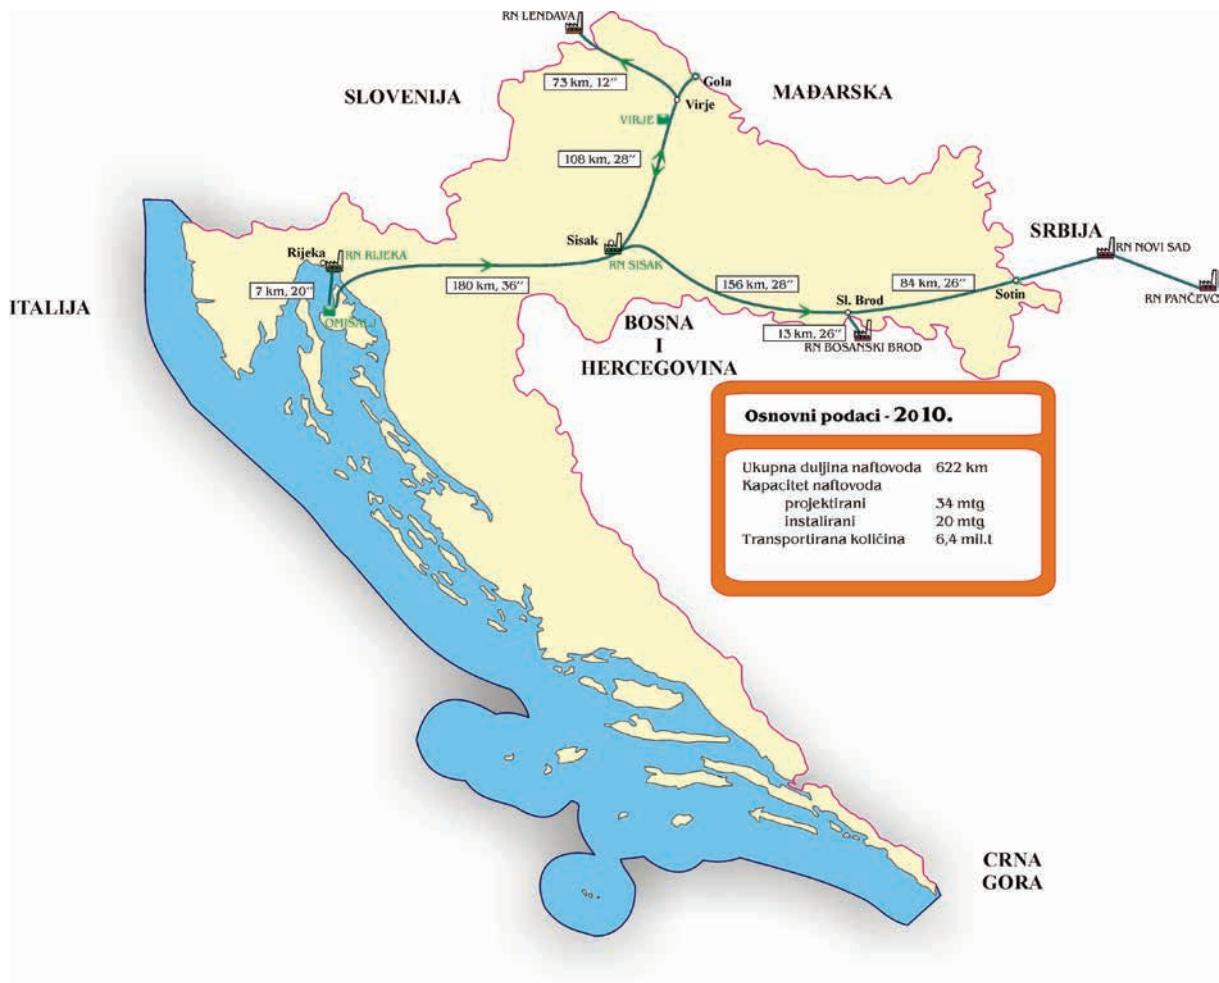 RN LENDAVA
73 km, 12"
Gola
SLOVENIJA
MAĐARSKA
Virje
VIRJE
108 km, 28"
Sisak
SRBIJA
Rijeka
RN RIJEKA
RN SISAK
RN NOVI SAD
7 km, 20"
180 km, 36"
156 km, 28"
84 km, 26"
Sotin
RN PANČEVO
ITALIJA
OMIŠALJ
Sl. Brod
BOSNA
I
HERCEGOVINA
13 km, 26"
RN BOSANSKI BROD
Osnovni podaci - 2010.
Ukupna duljina naftovoda 622 km
Kapacitet naftovoda
projektirani 34 mtg
instalirani 20 mtg
Transportirana količina 6,4 mil.t
CRNA
GORA